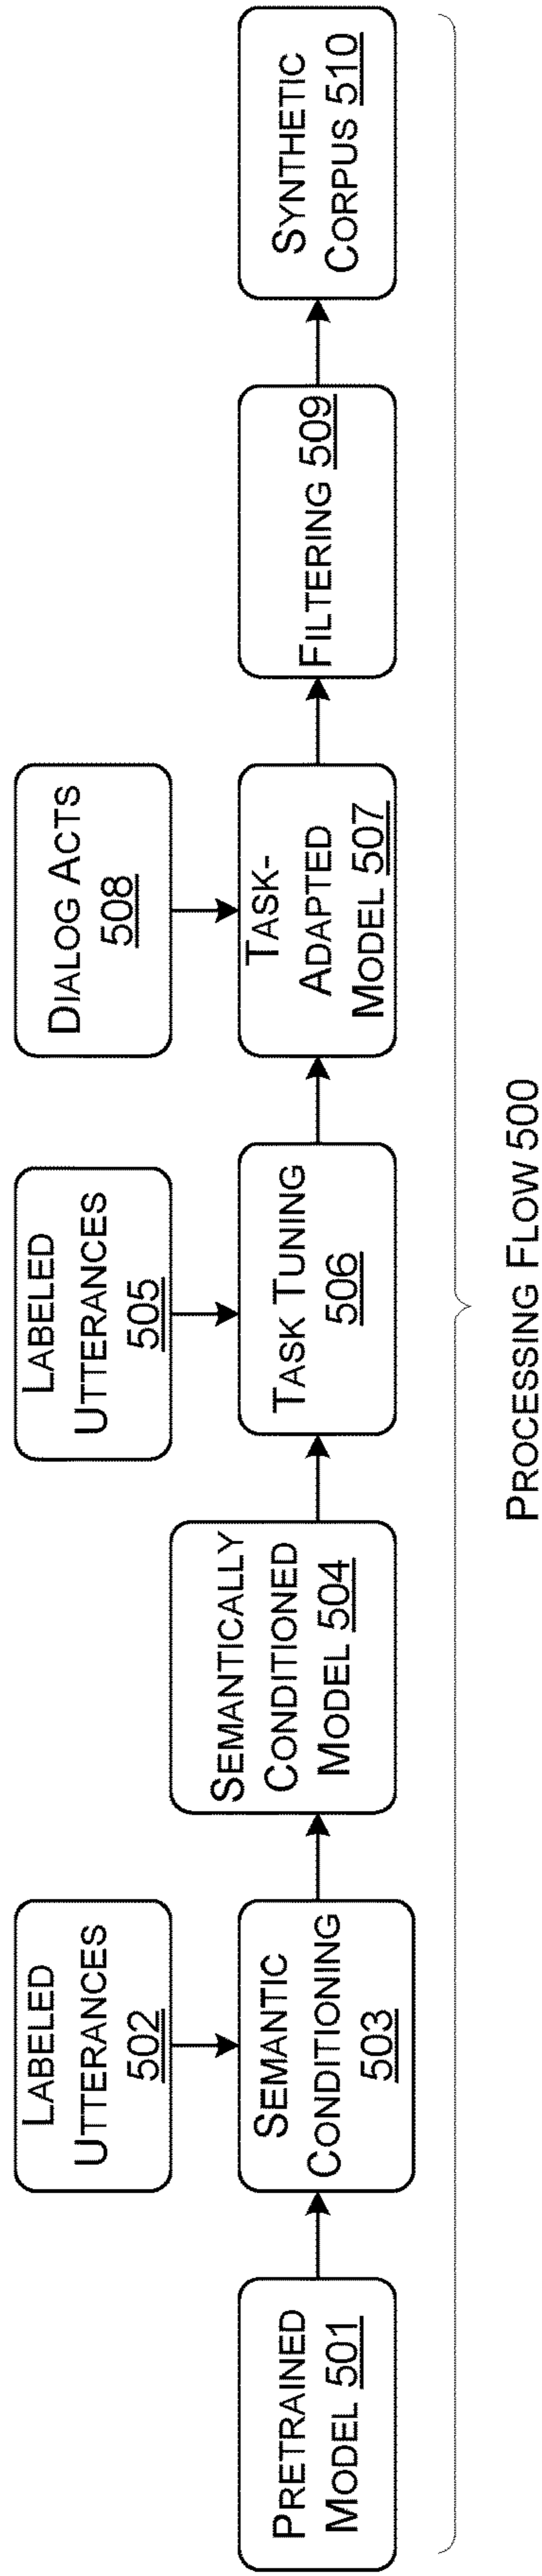 LABELED
UTTERANCES
502
LABELED
UTTERANCES
505
DIALOG ACTS
508
PRETRAINED
MODEL 501
SEMANTIC
CONDITIONING
503
SEMANTICALLY
CONDITIONED
MODEL 504
TASK TUNING
506
TASK-
ADAPTED
MODEL 507
FILTERING 509
SYNTHETIC
CORPUS 510
PROCESSING FLOW 500